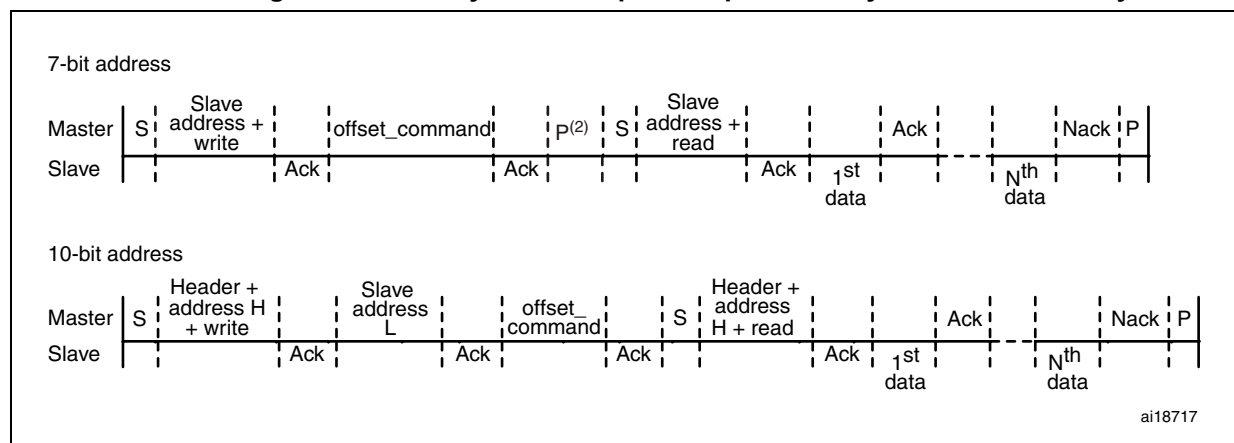 7-bit address
Master S Slave address + write offset_command P(2) S Slave address + read Ack Nack P
Slave Ack Ack Ack 1st data Nth data
10-bit address
Master S Header + address H + write Slave address L offset_ command S Header + address H + read Ack Nack P
Slave Ack Ack Ack Ack 1st data Nth data
ai18717